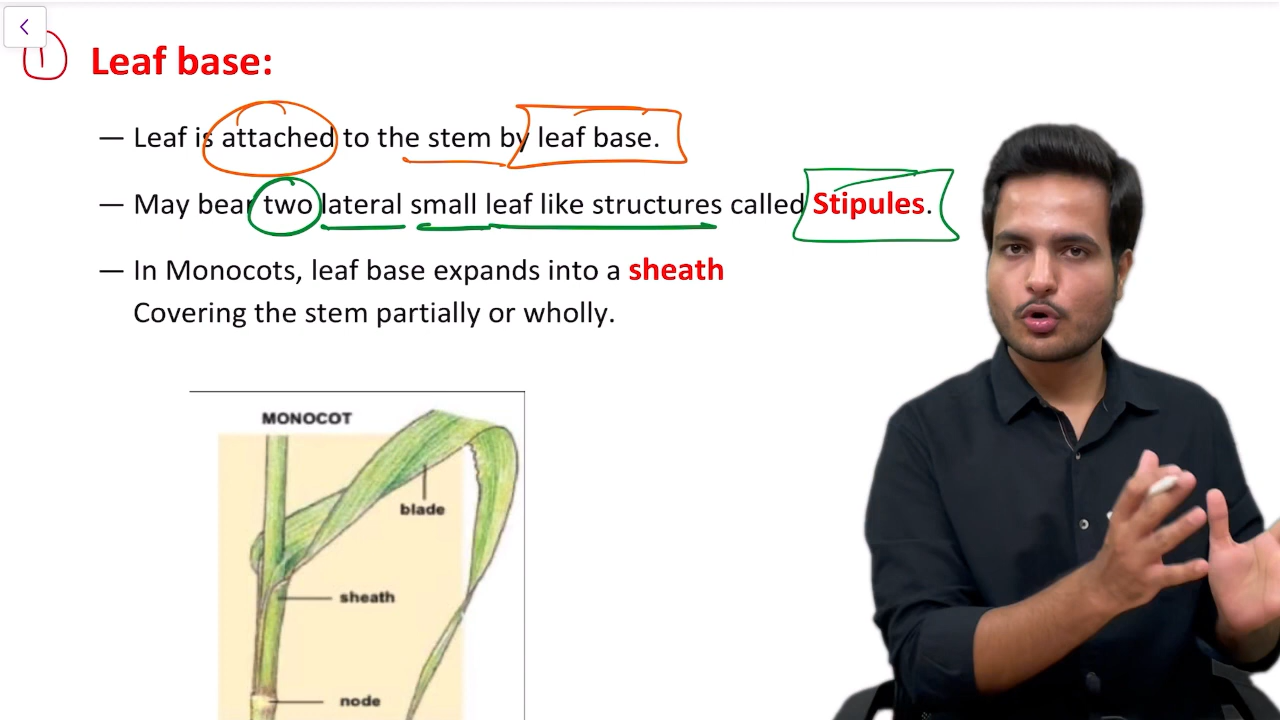 1 Leaf base:
— Leaf is attached to the stem by leaf base.
— May bear two lateral small leaf like structures called Stipules.
— In Monocots, leaf base expands into a sheath
Covering the stem partially or wholly.
MONOCOT
blade
sheath
node